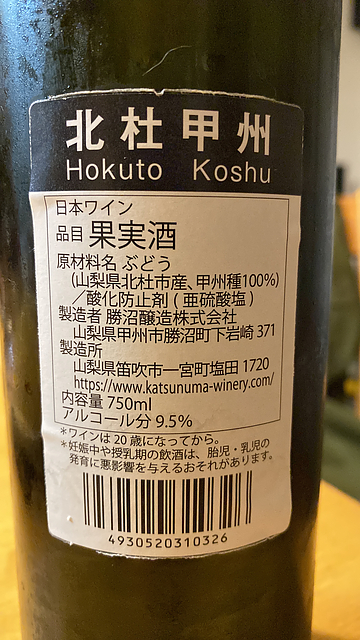 北杜甲州
Hokuto Koshu
日本ワイン
品目 果実酒
原材料名 ぶどう
(山梨県北杜市産、甲州種100%)
／酸化防止剤 (亜硫酸塩)
製造者 勝沼醸造株式会社
山梨県甲州市勝沼町下岩崎 371
製造所
山梨県笛吹市一宮町塩田 1720
https://www.katsunuma-winery.com/
内容量 750ml
アルコール分 9.5%
*ワインは20歳になってから。
*妊娠中や授乳期の飲酒は、胎児・乳児の
発育に悪影響を与えるおそれがあります。
4930520310326